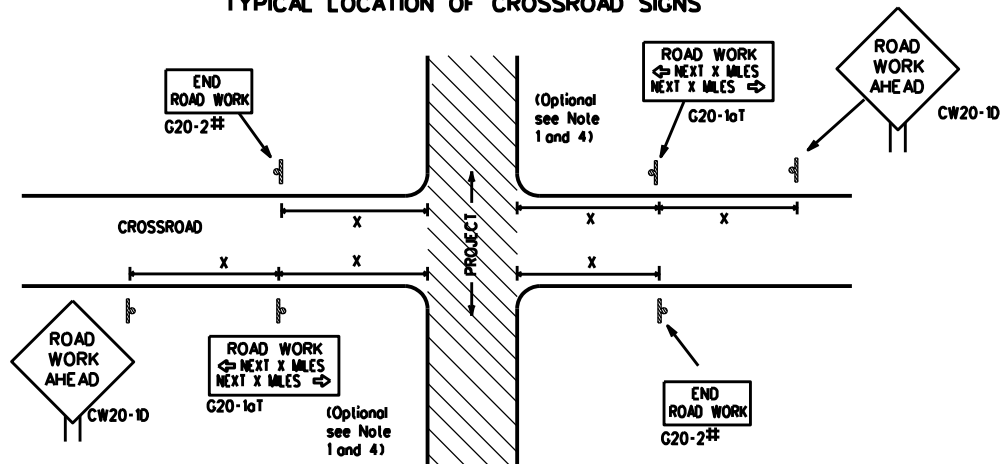 TYPICAL LOCATION OF CROSSROAD SIGNS
END
ROAD WORK
G20-2#
(Optional
see Note
1 and 4)
ROAD WORK
⇦ NEXT X MILES
NEXT X MILES ⇨
G20-1aT
ROAD
WORK
AHEAD
CW20-1D
X
X
X
CROSSROAD
PROJECT
X
X
X
ROAD
WORK
AHEAD
CW20-1D
ROAD WORK
⇦ NEXT X MILES
NEXT X MILES ⇨
G20-1aT
(Optional
see Note
1 and 4)
END
ROAD WORK
G20-2#